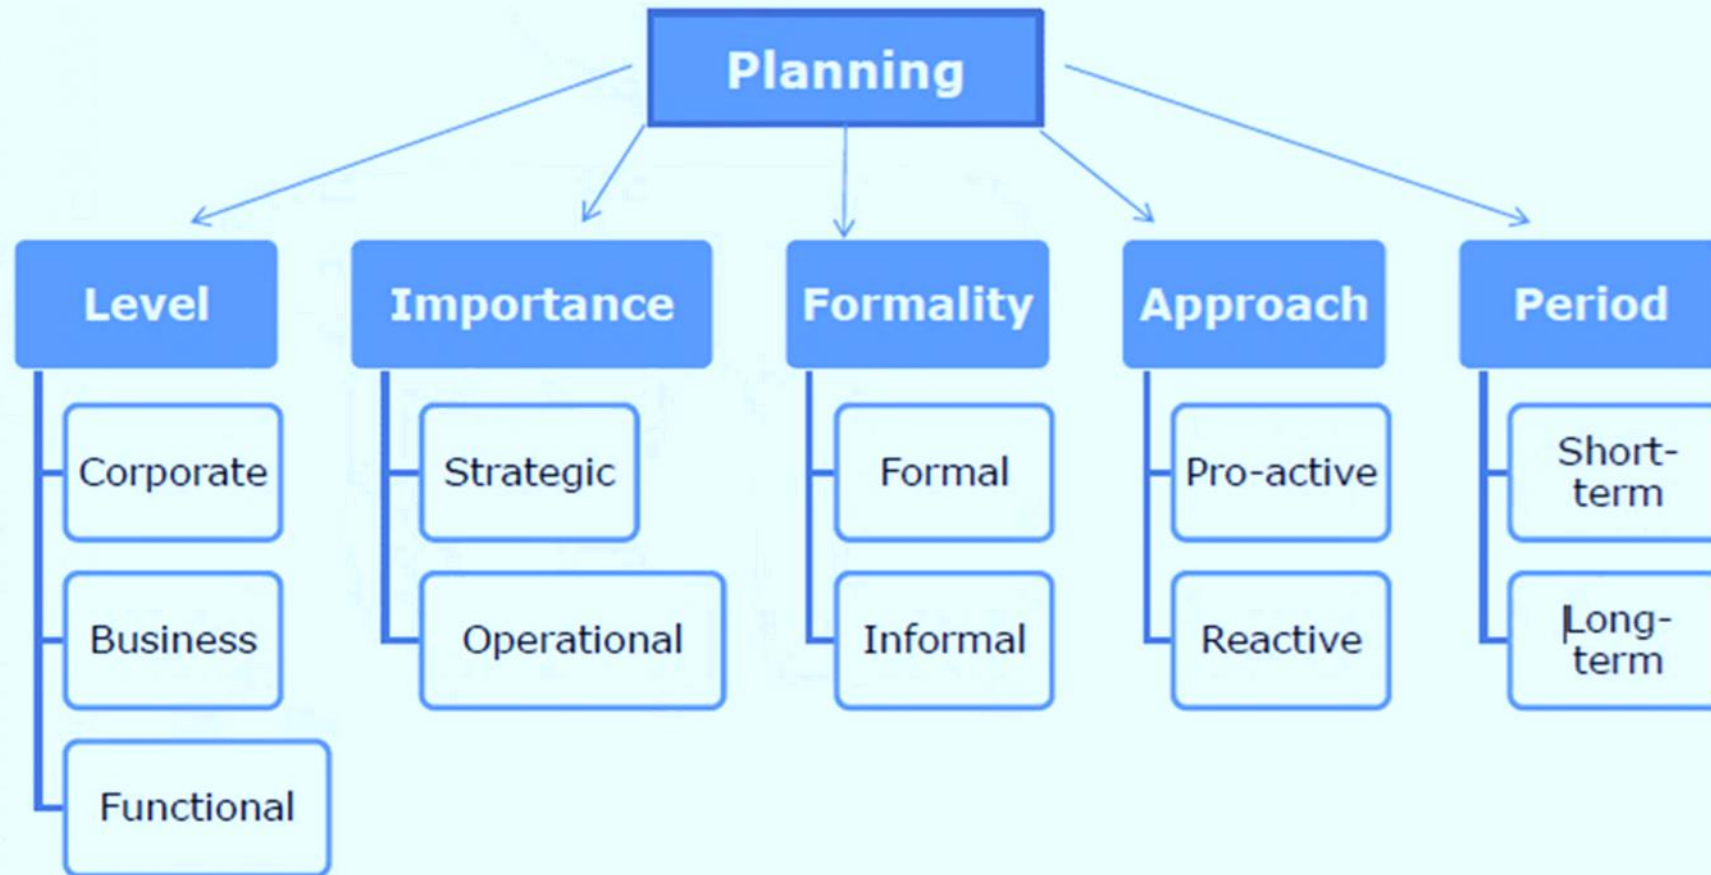 Planning
Level
Importance
Formality
Approach
Period
Corporate
Strategic
Formal
Pro-active
Short-
term
Business
Operational
Informal
Reactive
Long-
term
Functional